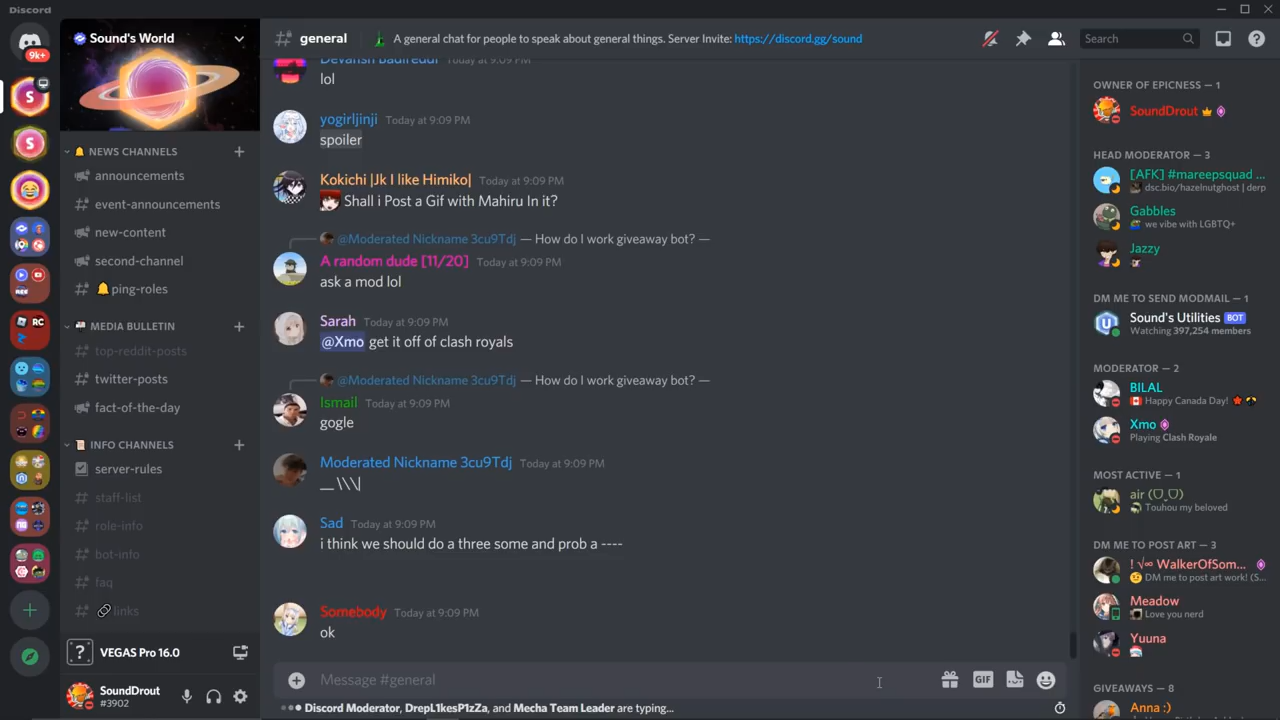 Discord
9k+
Sound's World
NEWS CHANNELS
announcements
event-announcements
new-content
second-channel
ping-roles
MEDIA BULLETIN
top-reddit-posts
twitter-posts
fact-of-the-day
INFO CHANNELS
server-rules
staff-list
role-info
bot-info
faq
links
VEGAS Pro 16.0
SoundDrout
#3902
general
A general chat for people to speak about general things. Server Invite: https://discord.gg/sound
Search
Devansh Badireddi Today at 9:09 PM
lol
yogirljinji Today at 9:09 PM
spoiler
Kokichi |Jk I like Himiko| Today at 9:09 PM
Shall i Post a Gif with Mahiru In it?
@Moderated Nickname 3cu9Tdj — How do I work giveaway bot? —
A random dude [11/20] Today at 9:09 PM
ask a mod lol
Sarah Today at 9:09 PM
@Xmo get it off of clash royals
@Moderated Nickname 3cu9Tdj — How do I work giveaway bot? —
Ismail Today at 9:09 PM
gogle
Moderated Nickname 3cu9Tdj Today at 9:09 PM
__ \\\|
Sad Today at 9:09 PM
i think we should do a three some and prob a ----
Somebody Today at 9:09 PM
ok
Message #general
GIF
Discord Moderator, DrepL1kesP1zZa, and Mecha Team Leader are typing...
OWNER OF EPICNESS — 1
SoundDrout
HEAD MODERATOR — 3
[AFK] #mareepsquad ...
dsc.bio/hazelnutghost | derp
Gabbles
we vibe with LGBTQ+
Jazzy
DM ME TO SEND MODMAIL — 1
Sound's Utilities BOT
Watching 397,254 members
MODERATOR — 2
BILAL
Happy Canada Day!
Xmo
Playing Clash Royale
MOST ACTIVE — 1
air (ᗜˬᗜ)
Touhou my beloved
DM ME TO POST ART — 3
! √∞ WalkerOfSom...
DM me to post art work! (S...
Meadow
Love you nerd
Yuuna
GIVEAWAYS — 8
Anna :)